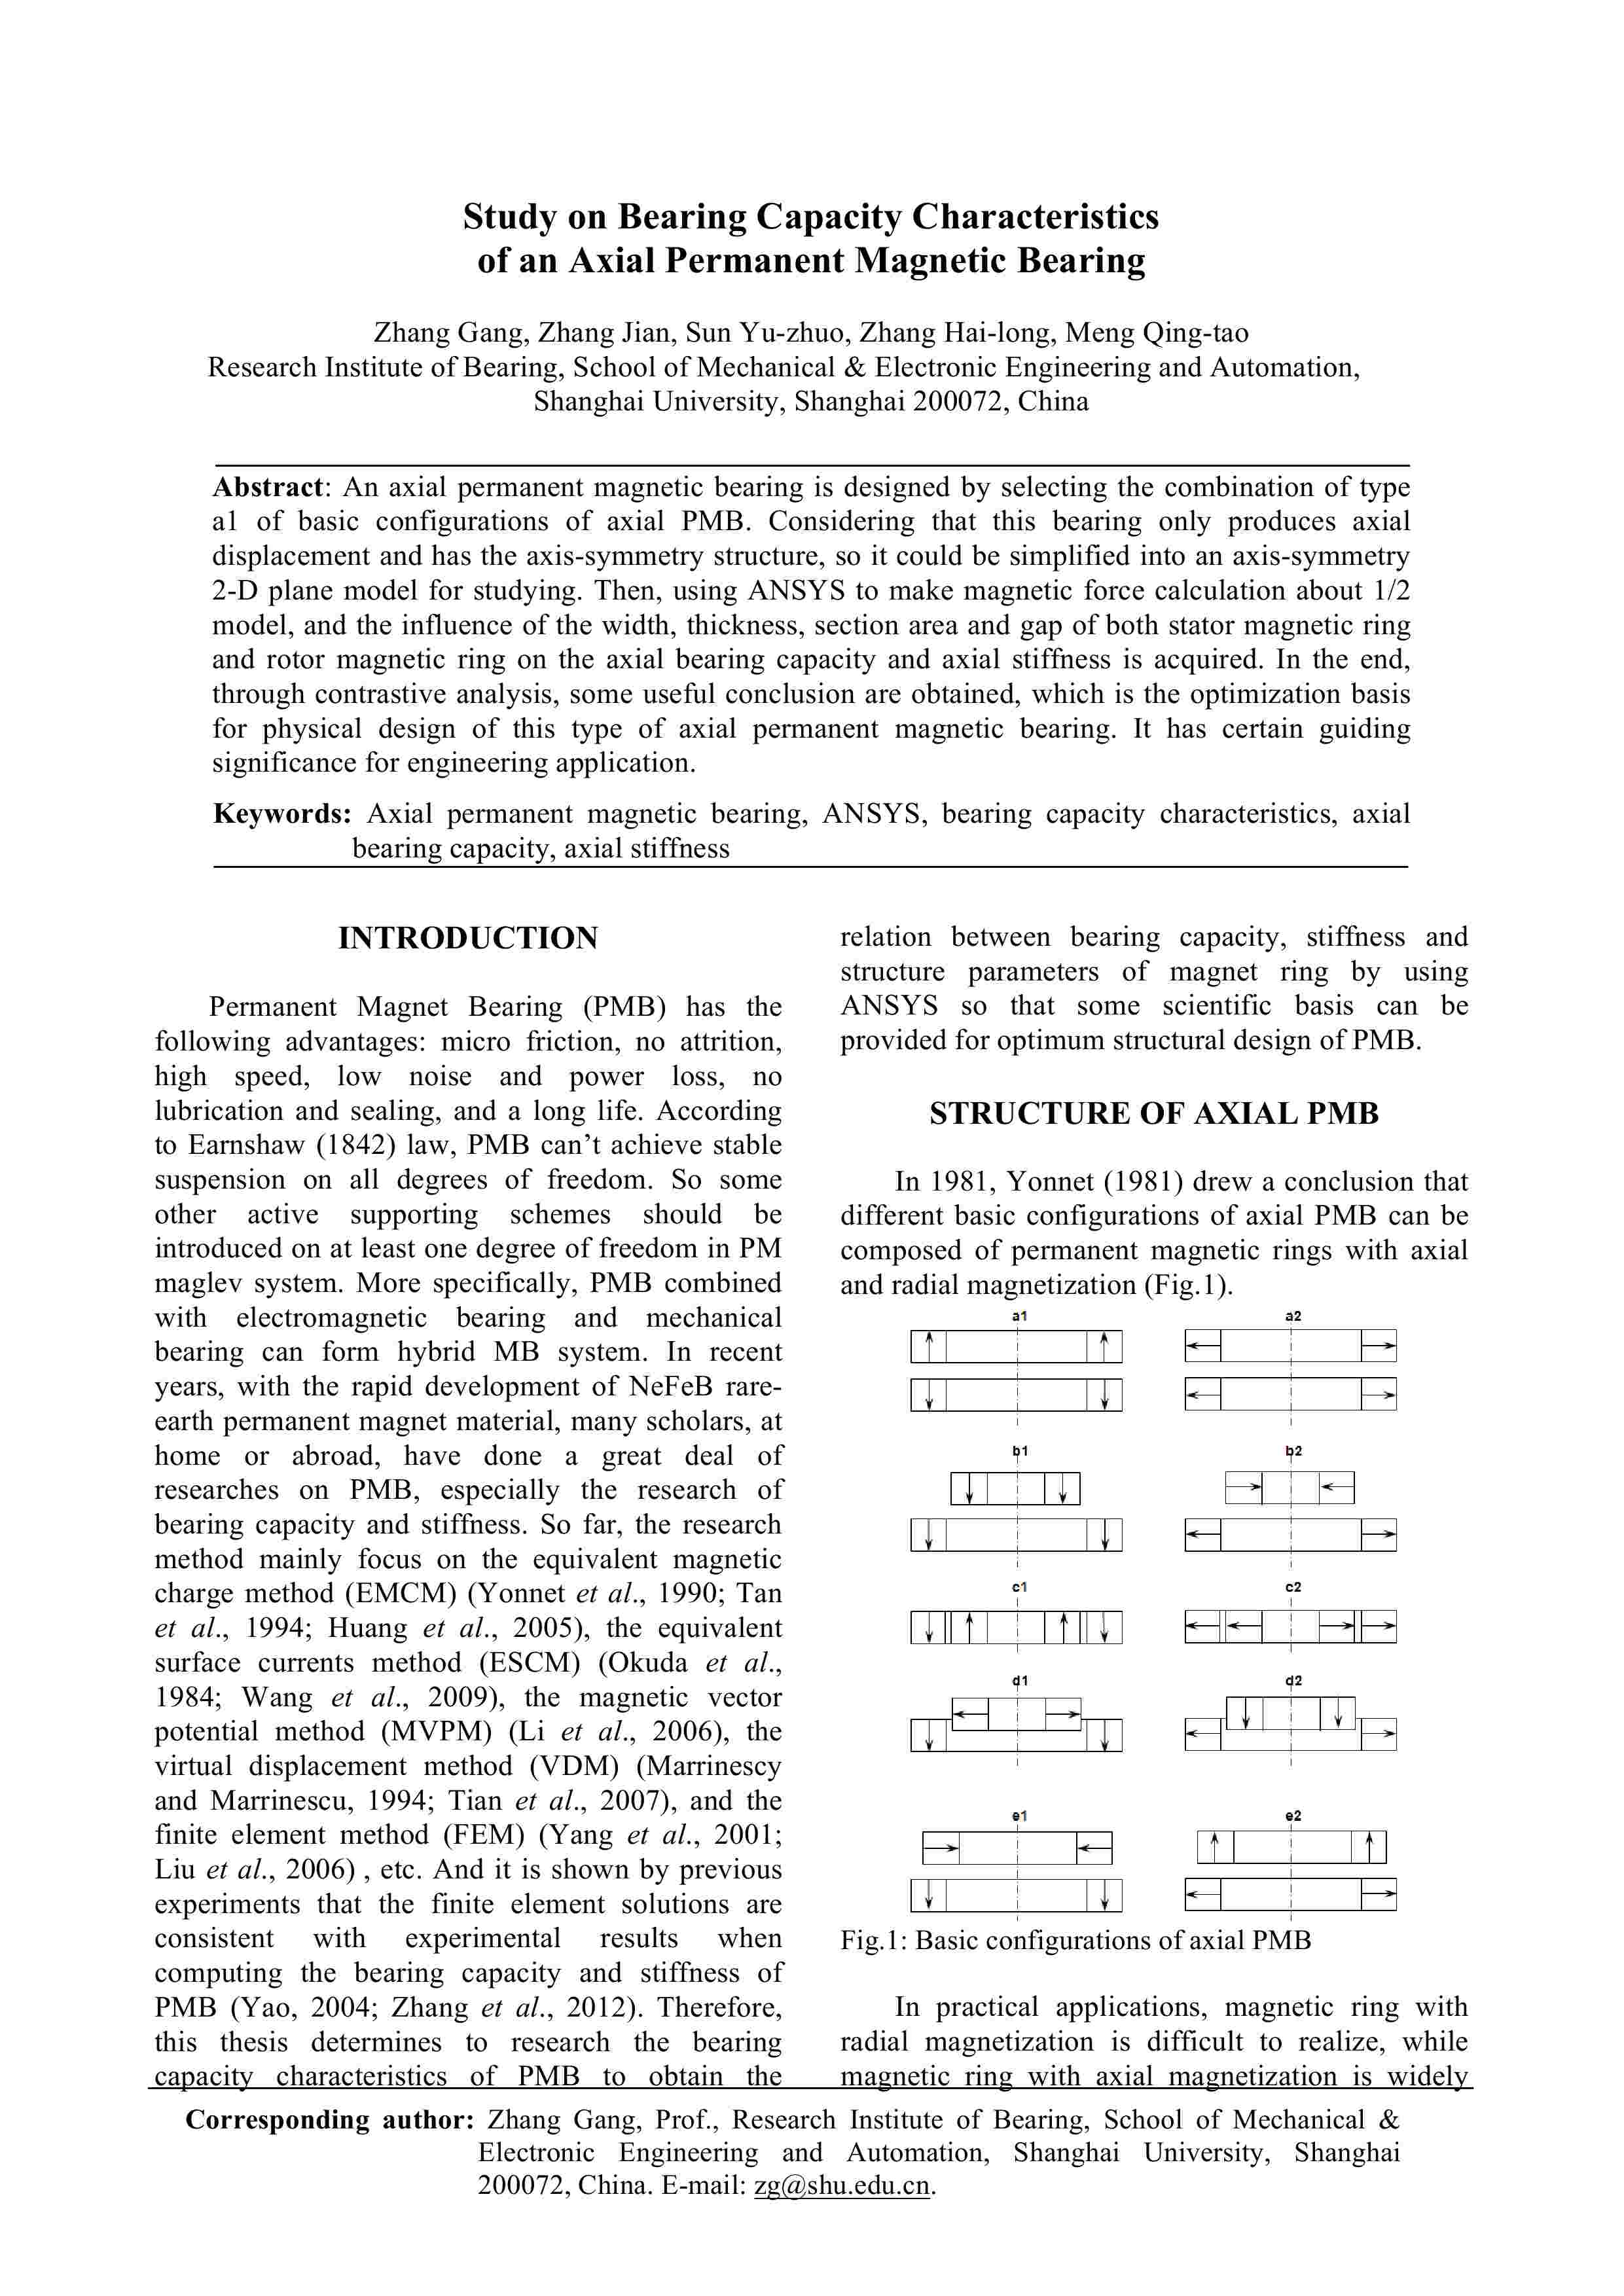 Study on Bearing Capacity Characteristics
of an Axial Permanent Magnetic Bearing
Zhang Gang, Zhang Jian, Sun Yu-zhuo, Zhang Hai-long, Meng Qing-tao
Research Institute of Bearing, School of Mechanical & Electronic Engineering and Automation,
Shanghai University, Shanghai 200072, China
Abstract: An axial permanent magnetic bearing is designed by selecting the combination of type
a1 of basic configurations of axial PMB. Considering that this bearing only produces axial
displacement and has the axis-symmetry structure, so it could be simplified into an axis-symmetry
2-D plane model for studying. Then, using ANSYS to make magnetic force calculation about 1/2
model, and the influence of the width, thickness, section area and gap of both stator magnetic ring
and rotor magnetic ring on the axial bearing capacity and axial stiffness is acquired. In the end,
through contrastive analysis, some useful conclusion are obtained, which is the optimization basis
for physical design of this type of axial permanent magnetic bearing. It has certain guiding
significance for engineering application.
Keywords: Axial permanent magnetic bearing, ANSYS, bearing capacity characteristics, axial
bearing capacity, axial stiffness
INTRODUCTION
Permanent Magnet Bearing (PMB) has the
following advantages: micro friction, no attrition,
high speed, low noise and power loss, no
lubrication and sealing, and a long life. According
to Earnshaw (1842) law, PMB can't achieve stable
suspension on all degrees of freedom. So some
other active supporting schemes should be
introduced on at least one degree of freedom in PM
maglev system. More specifically, PMB combined
with electromagnetic bearing and mechanical
bearing can form hybrid MB system. In recent
years, with the rapid development of NeFeB rare-
earth permanent magnet material, many scholars, at
home or abroad, have done a great deal of
researches on PMB, especially the research of
bearing capacity and stiffness. So far, the research
method mainly focus on the equivalent magnetic
charge method (EMCM) (Yonnet et al., 1990; Tan
et al., 1994; Huang et al., 2005), the equivalent
surface currents method (ESCM) (Okuda et al.,
1984; Wang et al., 2009), the magnetic vector
potential method (MVPM) (Li et al., 2006), the
virtual displacement method (VDM) (Marrinescy
and Marrinescu, 1994; Tian et al., 2007), and the
finite element method (FEM) (Yang et al., 2001;
Liu et al., 2006) , etc. And it is shown by previous
experiments that the finite element solutions are
consistent with experimental results when
computing the bearing capacity and stiffness of
PMB (Yao, 2004; Zhang et al., 2012). Therefore,
this thesis determines to research the bearing
capacity characteristics of PMB to obtain the
relation between bearing capacity, stiffness and
structure parameters of magnet ring by using
ANSYS so that some scientific basis can be
provided for optimum structural design of PMB.
STRUCTURE OF AXIAL PMB
In 1981, Yonnet (1981) drew a conclusion that
different basic configurations of axial PMB can be
composed of permanent magnetic rings with axial
and radial magnetization (Fig.1).
a1 a2
b1 b2
c1 c2
d1 d2
e1 e2
Fig.1: Basic configurations of axial PMB
In practical applications, magnetic ring with
radial magnetization is difficult to realize, while
magnetic ring with axial magnetization is widely
Corresponding author: Zhang Gang, Prof., Research Institute of Bearing, School of Mechanical &
Electronic Engineering and Automation, Shanghai University, Shanghai
200072, China. E-mail: zg@shu.edu.cn.